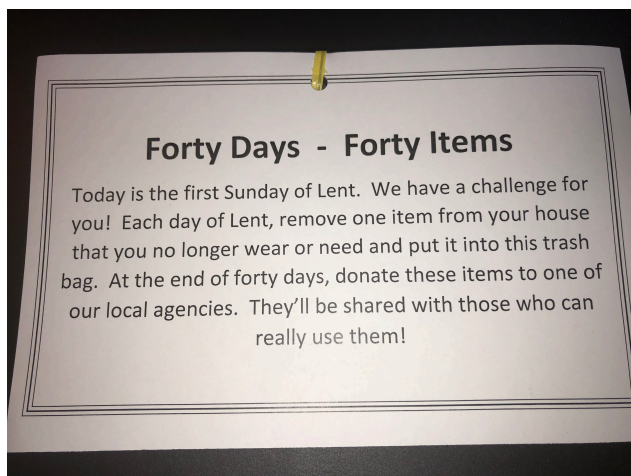 Forty Days - Forty Items
Today is the first Sunday of Lent. We have a challenge for
you! Each day of Lent, remove one item from your house
that you no longer wear or need and put it into this trash
bag. At the end of forty days, donate these items to one of
our local agencies. They’ll be shared with those who can
really use them!